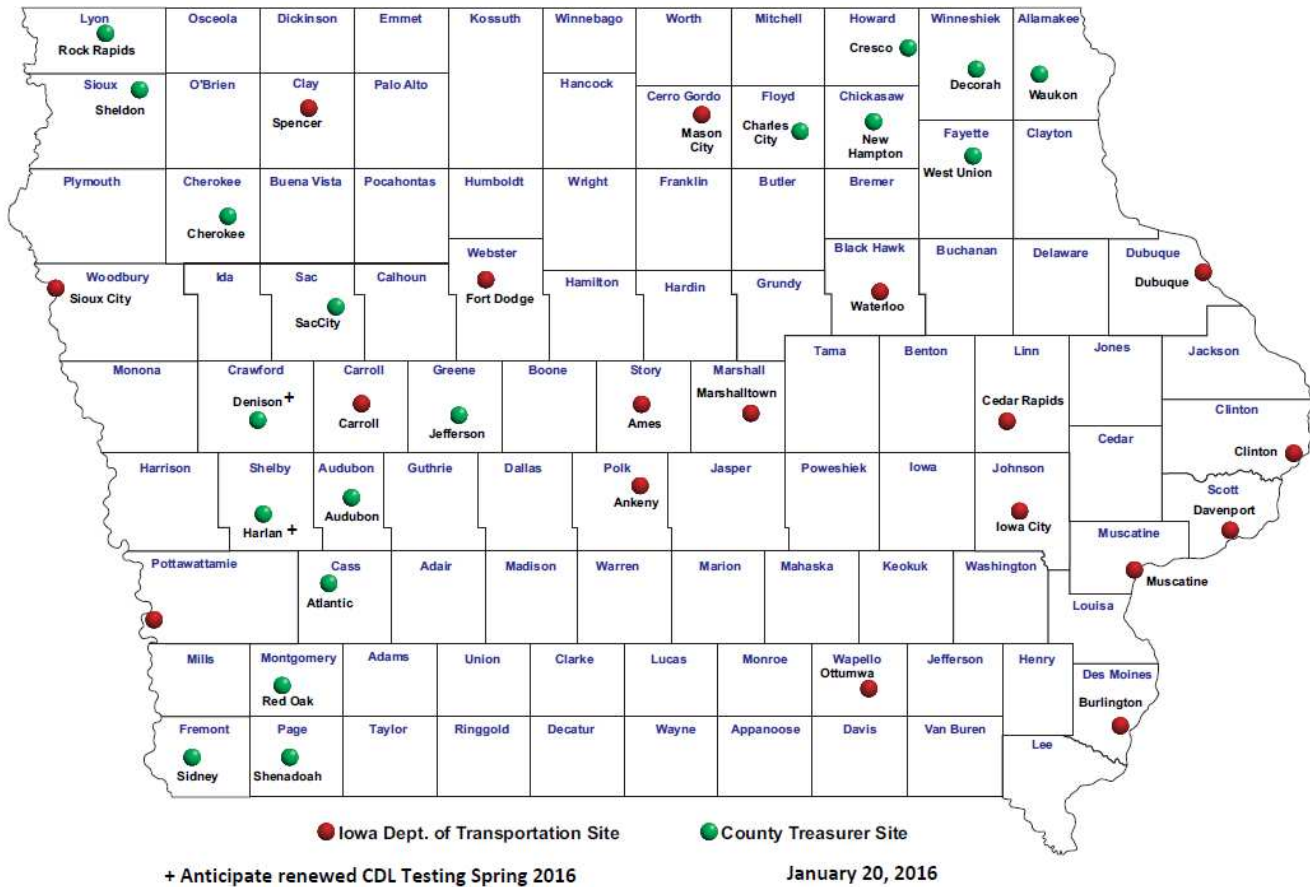 Lyon
Osceola
Dickinson
Emmet
Kossuth
Winnebago
Worth
Mitchell
Howard
Winneshiek
Allamakee
Rock Rapids
Cresco
Decorah
Waukon
Sioux
Sheldon
O'Brien
Clay
Spencer
Palo Alto
Hancock
Cerro Gordo
Mason
City
Floyd
Charles
City
Chickasaw
New
Hampton
Fayette
West Union
Clayton
Plymouth
Cherokee
Cherokee
Buena Vista
Pocahontas
Humboldt
Wright
Franklin
Butler
Bremer
Webster
Fort Dodge
Black Hawk
Waterloo
Buchanan
Delaware
Dubuque
Dubuque
Woodbury
Sioux City
Ida
Sac
SacCity
Calhoun
Hamilton
Hardin
Grundy
Monona
Crawford
Denison +
Carroll
Carroll
Greene
Jefferson
Boone
Story
Ames
Marshall
Marshalltown
Tama
Benton
Linn
Cedar Rapids
Jones
Jackson
Clinton
Clinton
Cedar
Harrison
Shelby
Harlan +
Audubon
Audubon
Guthrie
Dallas
Polk
Ankeny
Jasper
Poweshiek
Iowa
Johnson
Iowa City
Scott
Davenport
Muscatine
Muscatine
Pottawattamie
Cass
Atlantic
Adair
Madison
Warren
Marion
Mahaska
Keokuk
Washington
Louisa
Mills
Montgomery
Red Oak
Adams
Union
Clarke
Lucas
Monroe
Wapello
Ottumwa
Jefferson
Henry
Des Moines
Burlington
Fremont
Sidney
Page
Shenadoah
Taylor
Ringgold
Decatur
Wayne
Appanoose
Davis
Van Buren
Lee
Iowa Dept. of Transportation Site
County Treasurer Site
+ Anticipate renewed CDL Testing Spring 2016
January 20, 2016